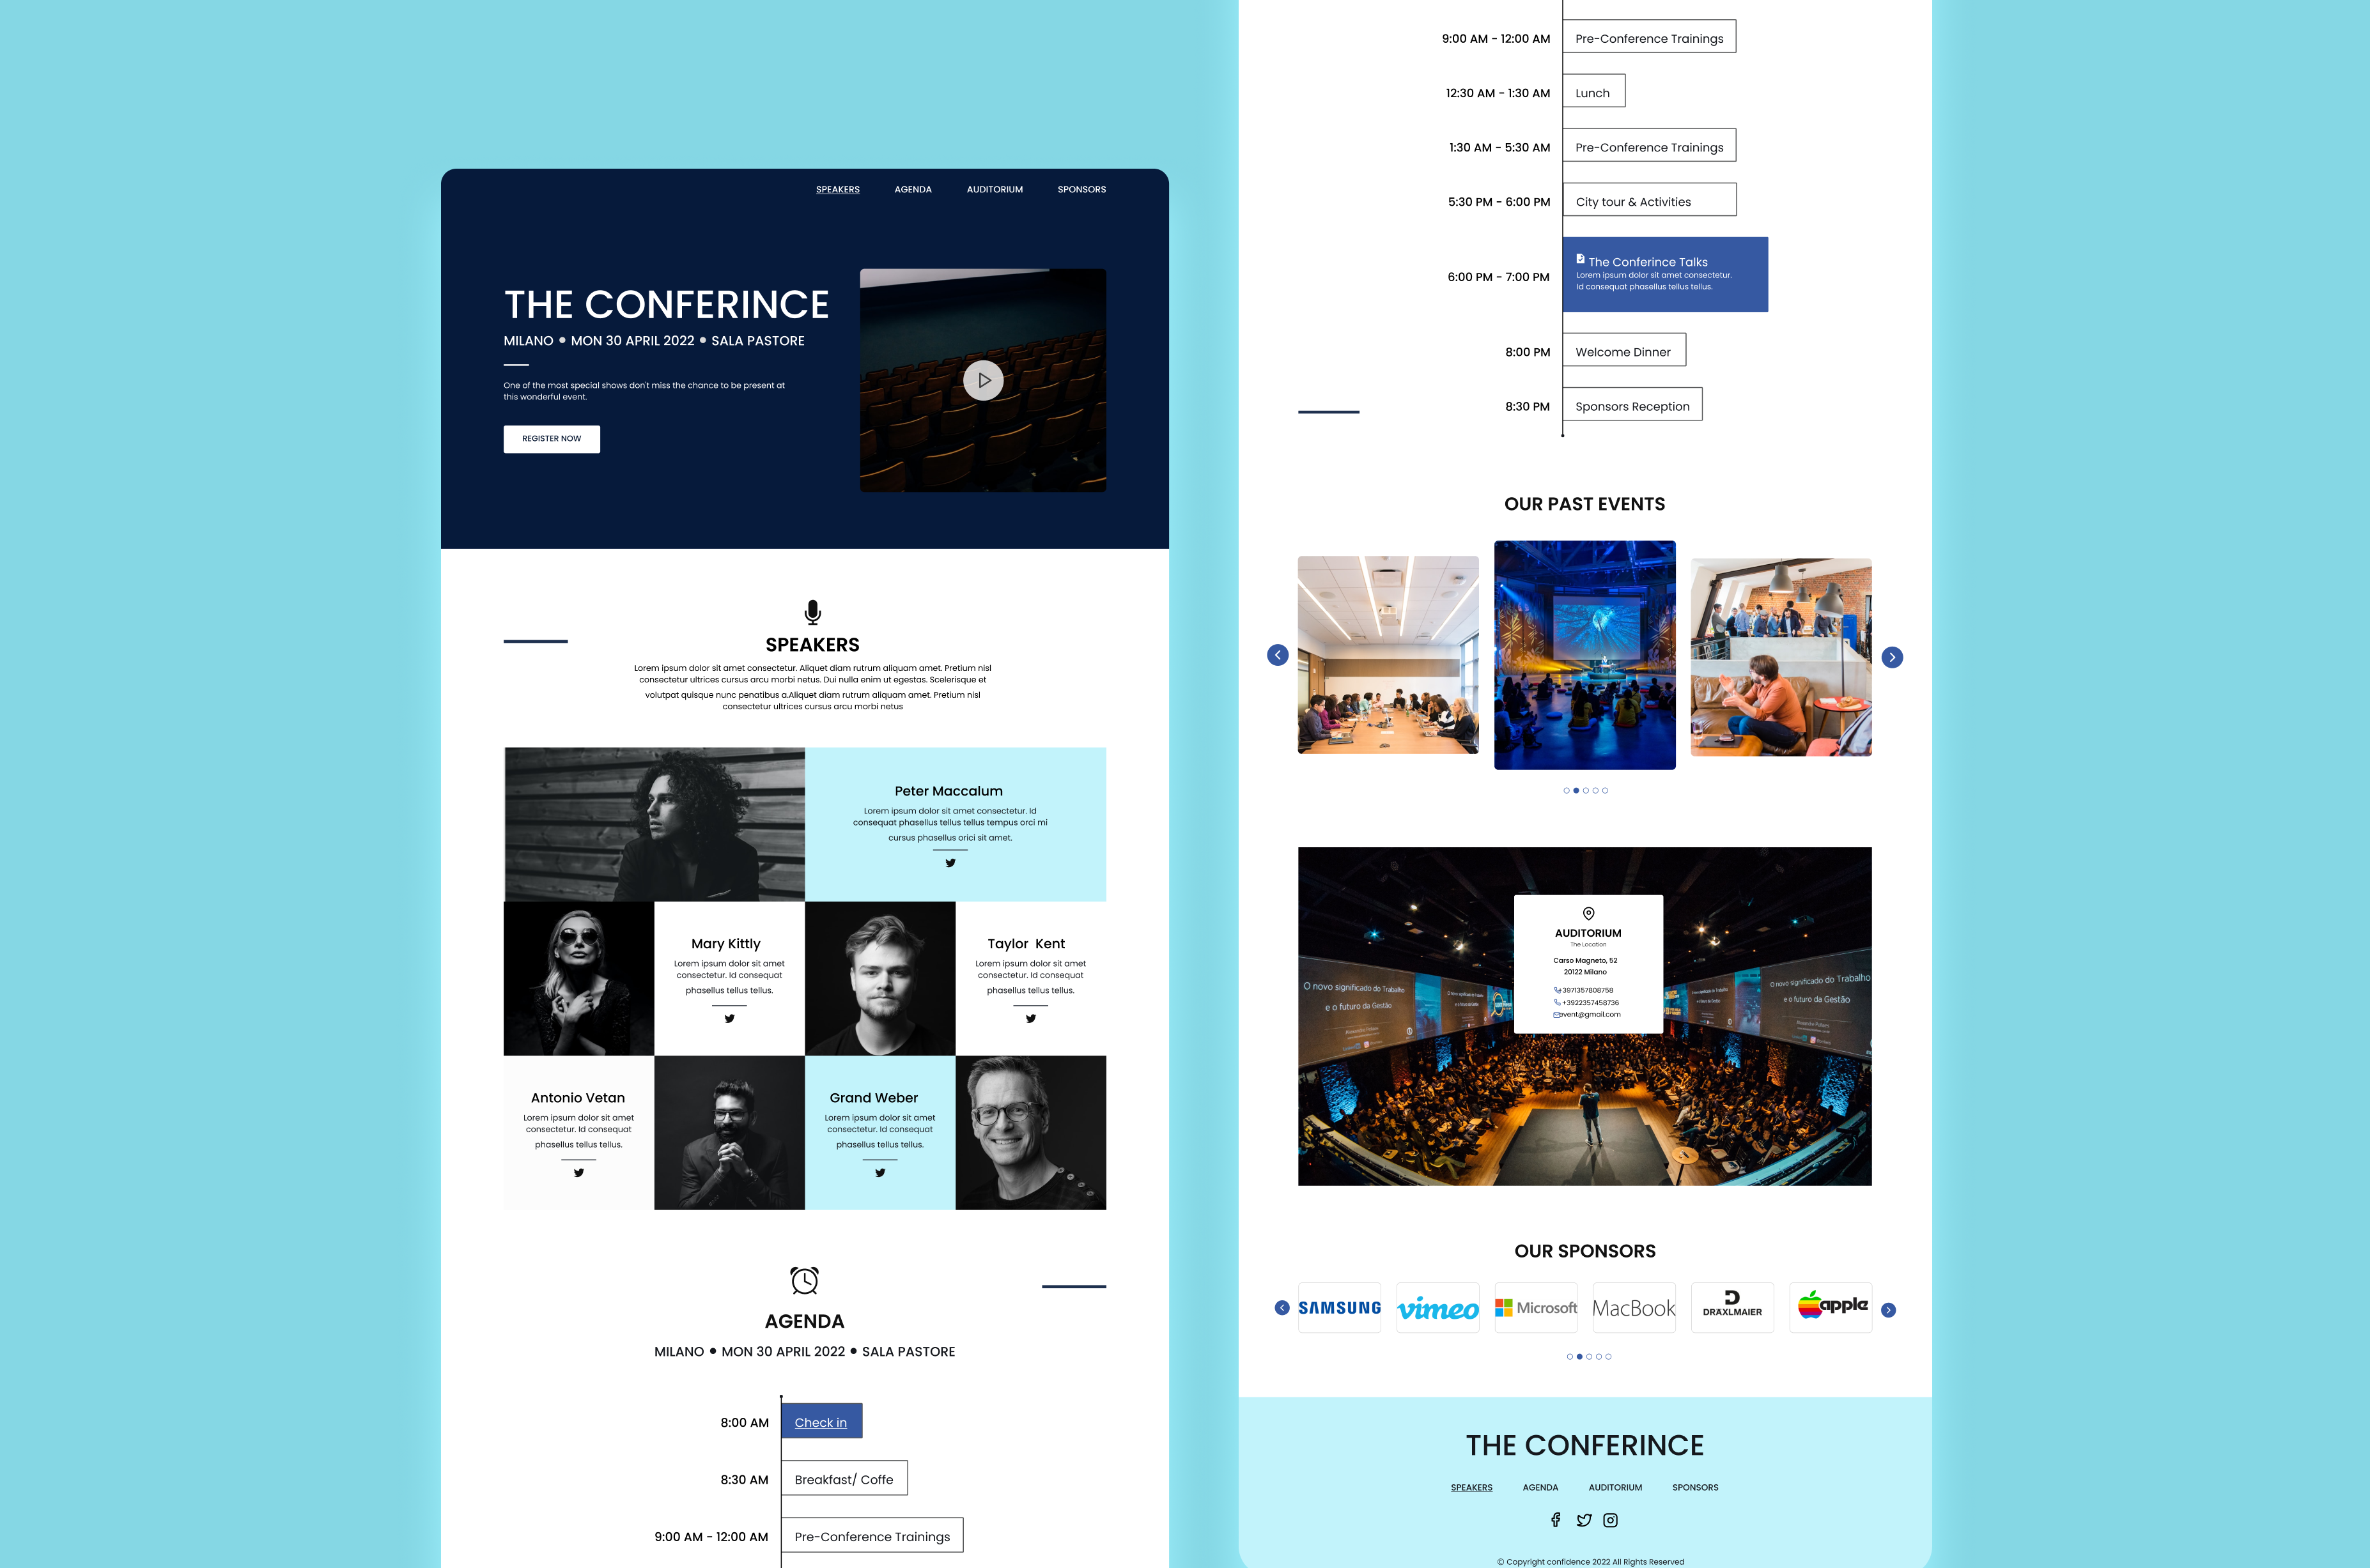 SPEAKERS AGENDA AUDITORIUM SPONSORS
THE CONFERINCE
MILANO • MON 30 APRIL 2022 • SALA PASTORE
One of the most special shows don't miss the chance to be present at
this wonderful event.
REGISTER NOW
SPEAKERS
Lorem ipsum dolor sit amet consectetur. Aliquet diam rutrum aliquam amet. Pretium nisl
consectetur ultrices cursus arcu morbi netus. Dui nulla enim ut egestas. Scelerisque et
volutpat quisque nunc penatibus a.Aliquet diam rutrum aliquam amet. Pretium nisl
consectetur ultrices cursus arcu morbi netus
Peter Maccalum
Lorem ipsum dolor sit amet consectetur. Id
consequat phasellus tellus tellus tempus orci mi
cursus phasellus orici sit amet.
Mary Kittly
Lorem ipsum dolor sit amet
consectetur. Id consequat
phasellus tellus tellus.
Taylor Kent
Lorem ipsum dolor sit amet
consectetur. Id consequat
phasellus tellus tellus.
Antonio Vetan
Lorem ipsum dolor sit amet
consectetur. Id consequat
phasellus tellus tellus.
Grand Weber
Lorem ipsum dolor sit amet
consectetur. Id consequat
phasellus tellus tellus.
AGENDA
MILANO • MON 30 APRIL 2022 • SALA PASTORE
8:00 AM Check in
8:30 AM Breakfast/ Coffe
9:00 AM - 12:00 AM Pre-Conference Trainings
9:00 AM - 12:00 AM Pre-Conference Trainings
12:30 AM - 1:30 AM Lunch
1:30 AM - 5:30 AM Pre-Conference Trainings
5:30 PM - 6:00 PM City tour & Activities
6:00 PM - 7:00 PM The Conferince Talks
Lorem ipsum dolor sit amet consectetur.
Id consequat phasellus tellus tellus.
8:00 PM Welcome Dinner
8:30 PM Sponsors Reception
OUR PAST EVENTS
AUDITORIUM
The Location
Carso Magneto, 52
20122 Milano
+3971357808758
+3922357458736
event@gmail.com
O novo significado do Trabalho
e o futuro da Gestão
O novo significado do Trabalho
e o futuro da Gestão
OUR SPONSORS
SAMSUNG vimeo Microsoft MacBook DRÄXLMAIER apple
THE CONFERINCE
SPEAKERS AGENDA AUDITORIUM SPONSORS
© Copyright confidence 2022 All Rights Reserved